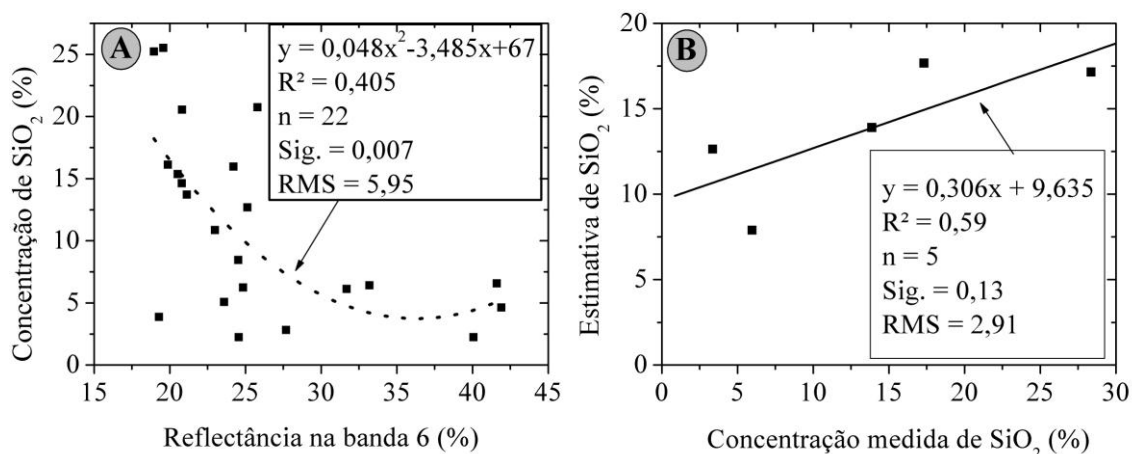 A
y = 0,048x²-3,485x+67
R² = 0,405
n = 22
Sig. = 0,007
RMS = 5,95
Concentração de SiO₂ (%)
25
20
15
10
5
0
15 20 25 30 35 40 45
Reflectância na banda 6 (%)
B
y = 0,306x + 9,635
R² = 0,59
n = 5
Sig. = 0,13
RMS = 2,91
Estimativa de SiO₂ (%)
20
15
10
5
0
0 5 10 15 20 25 30
Concentração medida de SiO₂ (%)